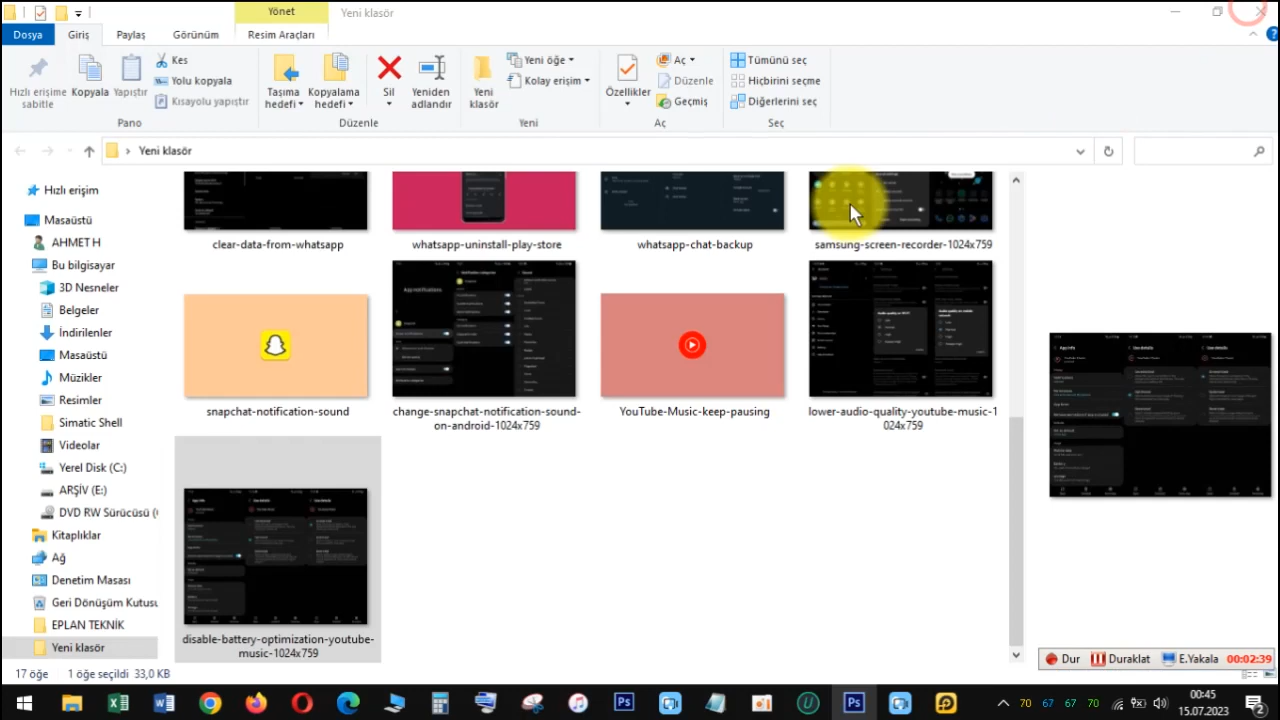 Yönet
Yeni klasör
Dosya
Giriş
Paylaş
Görünüm
Resim Araçları
Hızlı erişime sabitle
Kopyala
Yapıştır
Kes
Yolu kopyala
Kısayolu yapıştır
Pano
Taşıma hedefi
Kopyalama hedefi
Sil
Yeniden adlandır
Düzenle
Yeni klasör
Yeni öğe
Kolay erişim
Yeni
Özellikler
Aç
Düzenle
Geçmiş
Aç
Tümünü seç
Hiçbirini seçme
Diğerlerini seç
Seç
Yeni klasör
Hızlı erişim
Masaüstü
AHMET H
Bu bilgisayar
3D Nesneler
Belgeler
İndirilenler
Masaüstü
Müzikler
Resimler
Simatic Shell
Videolar
Yerel Disk (C:)
ARŞİV (E:)
DVD RW Sürücüsü (
Kitaplıklar
Ağ
Denetim Masası
Geri Dönüşüm Kutusu
EPLAN TEKNİK
Yeni klasör
clear-data-from-whatsapp
whatsapp-uninstall-play-store
whatsapp-chat-backup
samsung-screen-recorder-1024x759
snapchat-notification-sound
change-snapchat-notification-sound-
on-android-1024x759
YouTube-Music-keep-pausing
lower-audio-quality-youtube-music-1
024x759
disable-battery-optimization-youtube-
music-1024x759
17 öğe
1 öğe seçildi
33,0 KB
Dur
Duraklat
E.Yakala
00:02:39
70
67
67
70
00:45
15.07.2023
2